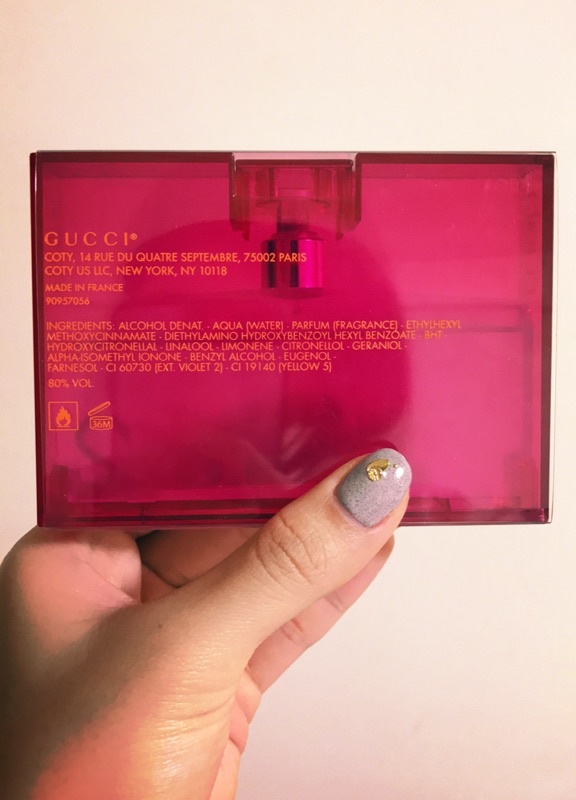 GUCCI®
COTY, 14 RUE DU QUATRE SEPTEMBRE, 75002 PARIS
COTY US LLC, NEW YORK, NY 10118
MADE IN FRANCE
90957056
INGREDIENTS: ALCOHOL DENAT. · AQUA (WATER) · PARFUM (FRAGRANCE) · ETHYLHEXYL
METHOXYCINNAMATE · DIETHYLAMINO HYDROXYBENZOYL HEXYL BENZOATE · BHT ·
HYDROXYCITRONELLAL · LINALOOL · LIMONENE · CITRONELLOL · GERANIOL ·
ALPHA-ISOMETHYL IONONE · BENZYL ALCOHOL · EUGENOL ·
FARNESOL · CI 60730 (EXT. VIOLET 2) · CI 19140 (YELLOW 5)
80% VOL.
36M